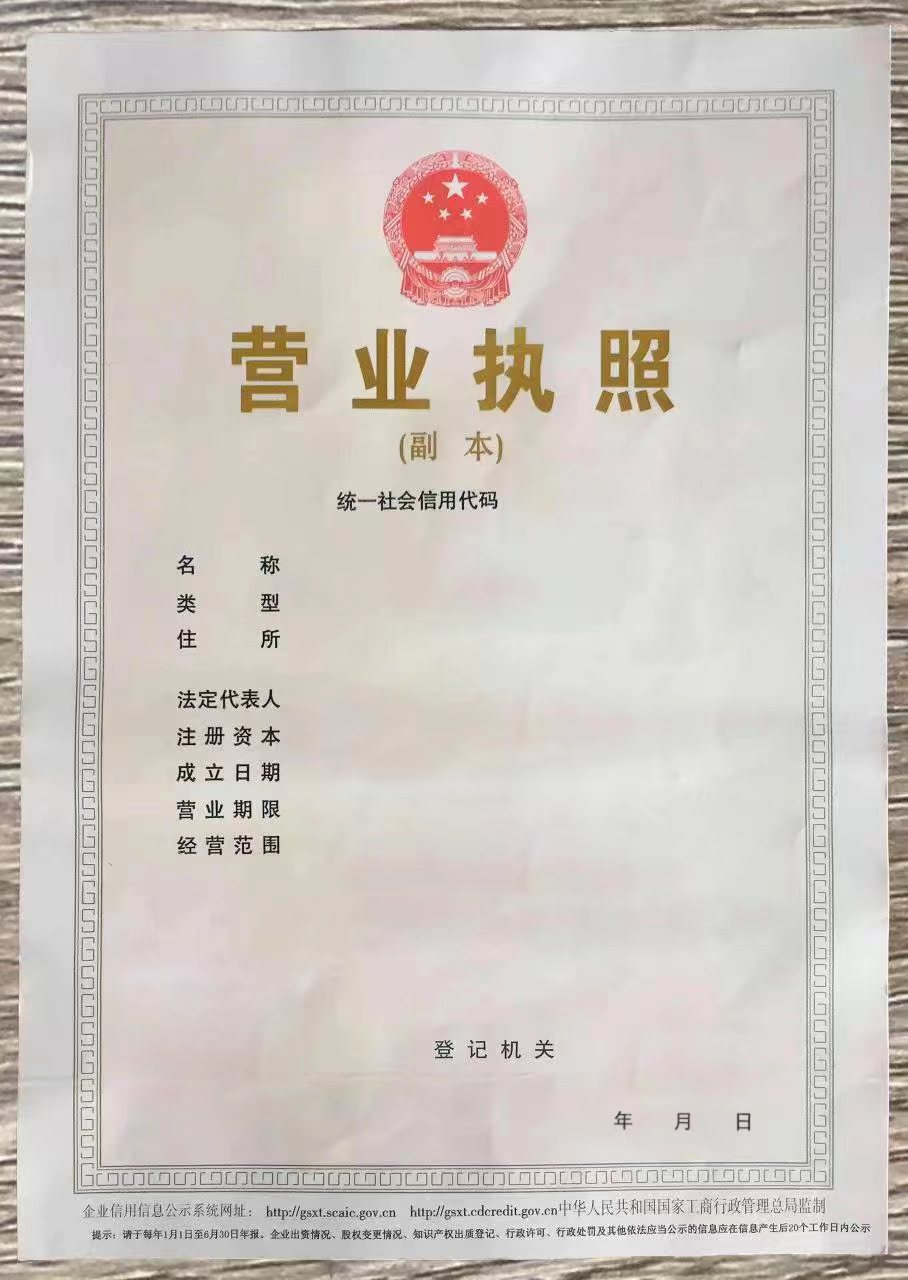 营业执照
(副 本)
统一社会信用代码
名 称
类 型
住 所
法定代表人
注册资本
成立日期
营业期限
经营范围
登记机关
年 月 日
企业信用信息公示系统网址： http://gsxt.scaic.gov.cn http://gsxt.cdcredit.gov.cn中华人民共和国国家工商行政管理总局监制
提示：请于每年1月1日至6月30日年报。企业出资情况、股权变更情况、知识产权出质登记、行政许可、行政处罚及其他依法应当公示的信息应在信息产生后20个工作日内公示